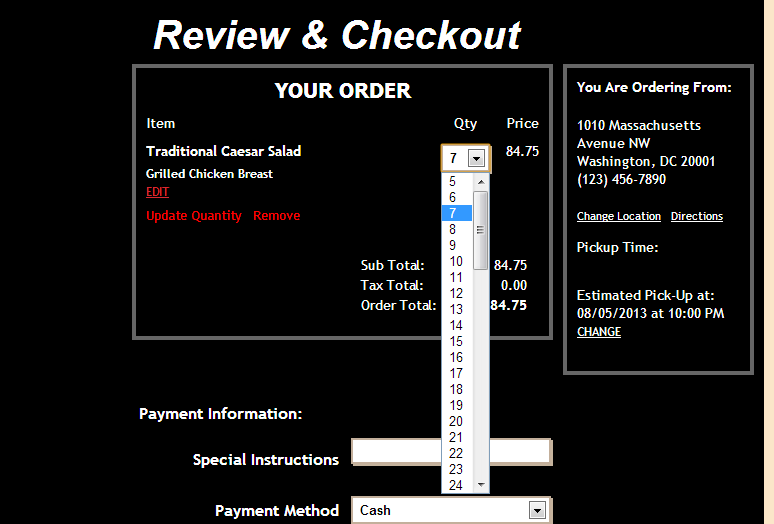 Review & Checkout
YOUR ORDER
Item Qty Price
Traditional Caesar Salad 7 84.75
Grilled Chicken Breast
EDIT
Update Quantity Remove
5
6
7
8
9
10
11
12
13
14
15
16
17
18
19
20
21
22
23
24
Sub Total: 84.75
Tax Total: 0.00
Order Total: 84.75
You Are Ordering From:
1010 Massachusetts
Avenue NW
Washington, DC 20001
(123) 456-7890
Change Location Directions
Pickup Time:
Estimated Pick-Up at:
08/05/2013 at 10:00 PM
CHANGE
Payment Information:
Special Instructions
Payment Method Cash